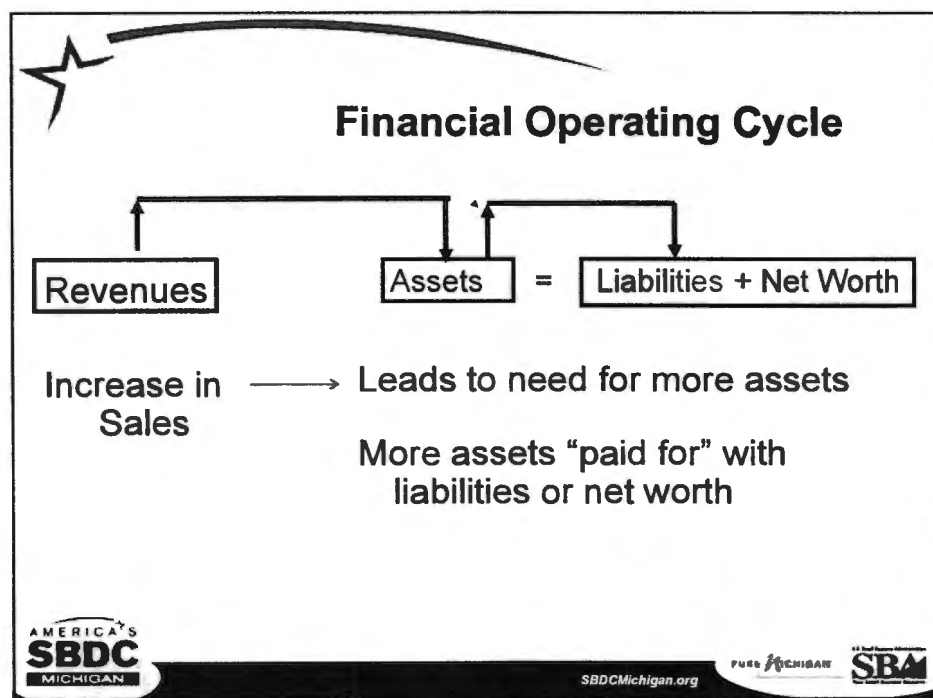 Financial Operating Cycle
Revenues
Assets
=
Liabilities + Net Worth
Increase in
Sales
Leads to need for more assets
More assets “paid for” with
liabilities or net worth
AMERICA'S
SBDC
MICHIGAN
SBDCMichigan.org
PURE MICHIGAN
SBA